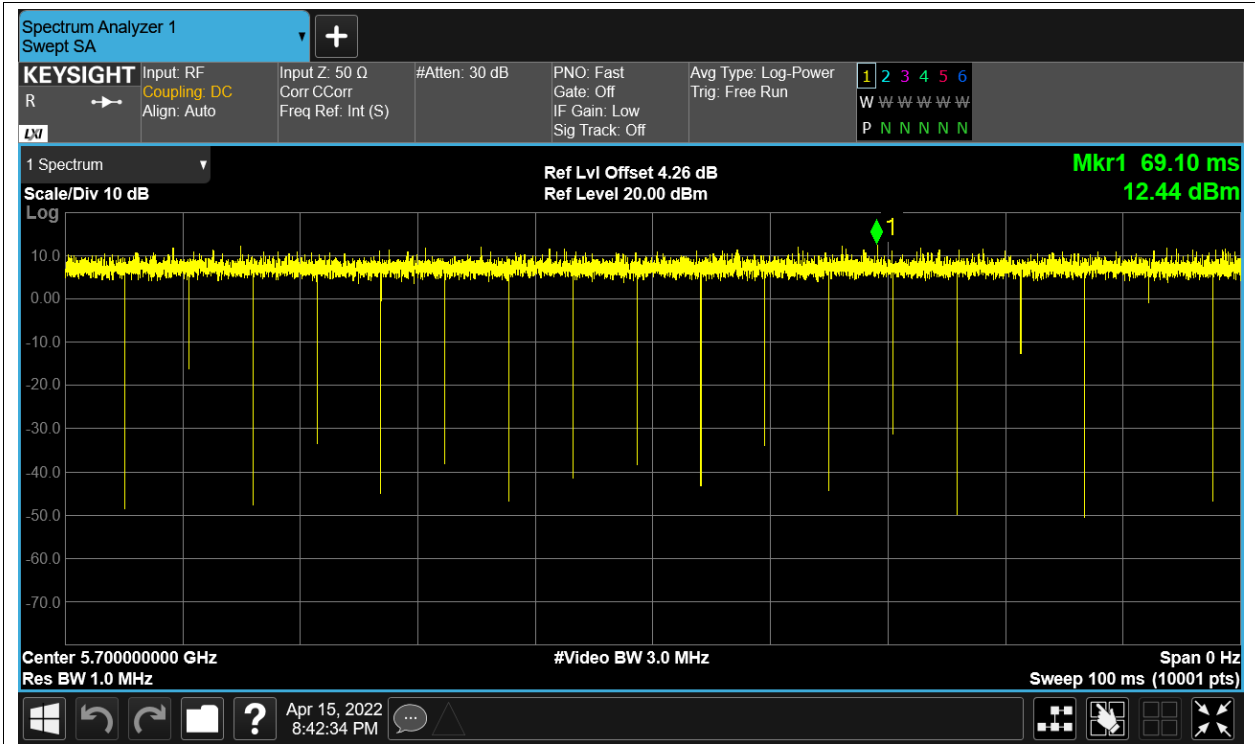 Spectrum Analyzer 1
Swept SA
KEYSIGHT
R
LXI
Input: RF
Coupling: DC
Align: Auto
Input Z: 50 Ω
Corr CCorr
Freq Ref: Int (S)
#Atten: 30 dB
PNO: Fast
Gate: Off
IF Gain: Low
Sig Track: Off
Avg Type: Log-Power
Trig: Free Run
1 2 3 4 5 6
W W W W W W
P N N N N N
1 Spectrum
Scale/Div 10 dB
Ref Lvl Offset 4.26 dB
Ref Level 20.00 dBm
Mkr1 69.10 ms
12.44 dBm
Log
1
10.0
0.00
-10.0
-20.0
-30.0
-40.0
-50.0
-60.0
-70.0
Center 5.700000000 GHz
Res BW 1.0 MHz
#Video BW 3.0 MHz
Span 0 Hz
Sweep 100 ms (10001 pts)
?
Apr 15, 2022
8:42:34 PM